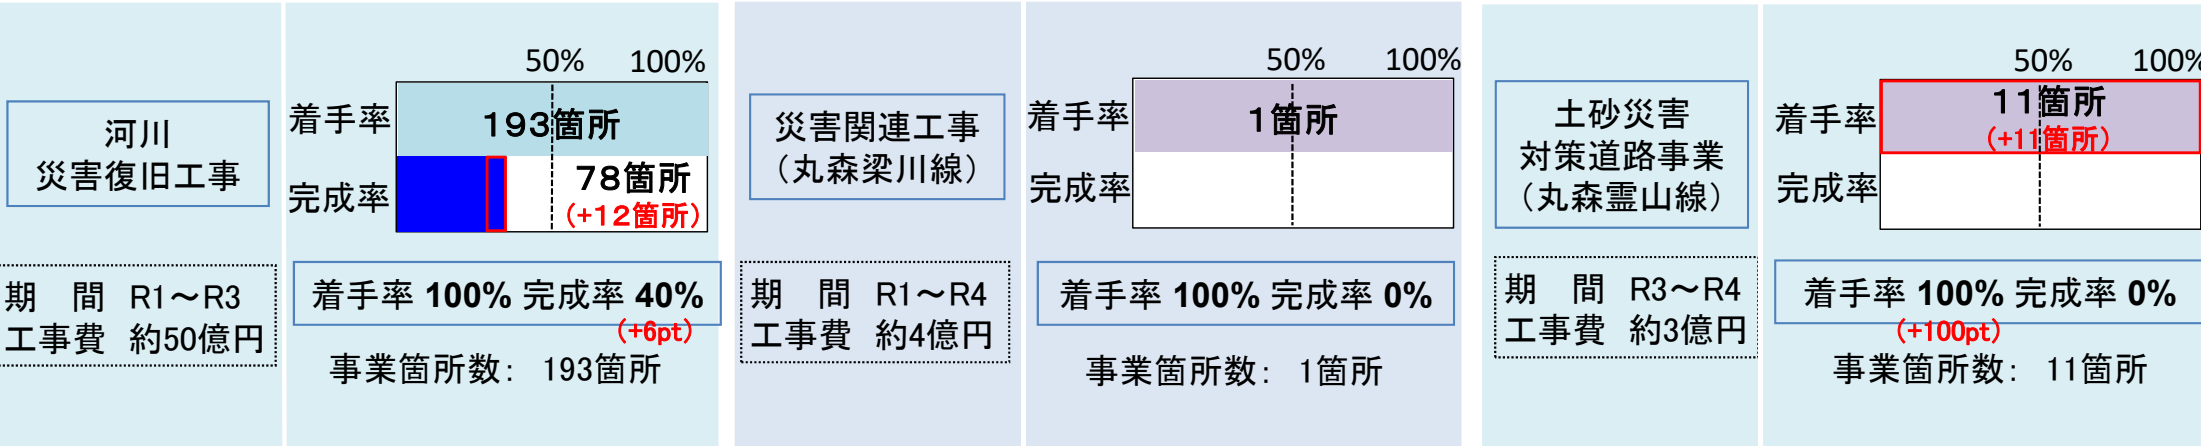 河川
災害復旧工事
期　間　R1～R3
工事費　約50億円
50%　100%
着手率
193箇所
完成率
78箇所
(+12箇所)
着手率 100% 完成率 40%
(+6pt)
事業箇所数：　193箇所
災害関連工事
（丸森梁川線）
期　間　R1～R4
工事費　約4億円
50%　100%
着手率
1箇所
完成率
着手率 100% 完成率 0%
事業箇所数：　1箇所
土砂災害
対策道路事業
（丸森霊山線）
期　間　R3～R4
工事費　約3億円
50%　100%
着手率
11箇所
(+11箇所)
完成率
着手率 100% 完成率 0%
(+100pt)
事業箇所数：　11箇所